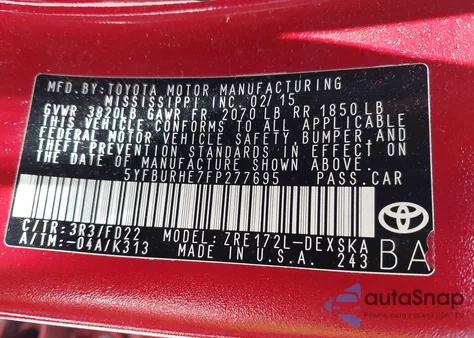 MFD.BY:TOYOTA MOTOR MANUFACTURING
MISSISSIPPI INC. 02/15
GVWR 3820LB GAWR FR 2070 LB RR 1850 LB
THIS VEHICLE CONFORMS TO ALL APPLICABLE
FEDERAL MOTOR VEHICLE SAFETY,BUMPER,AND
THEFT PREVENTION STANDARDS IN EFFECT ON
THE DATE OF MANUFACTURE SHOWN ABOVE.
5YFBURHE7FP277695 PASS.CAR
C/TR:3R3/FD22 MODEL:ZRE172L-DEXSKA
A/TM:-04A/K313 MADE IN U.S.A. 243
BA
TOYOTA
autoSnap